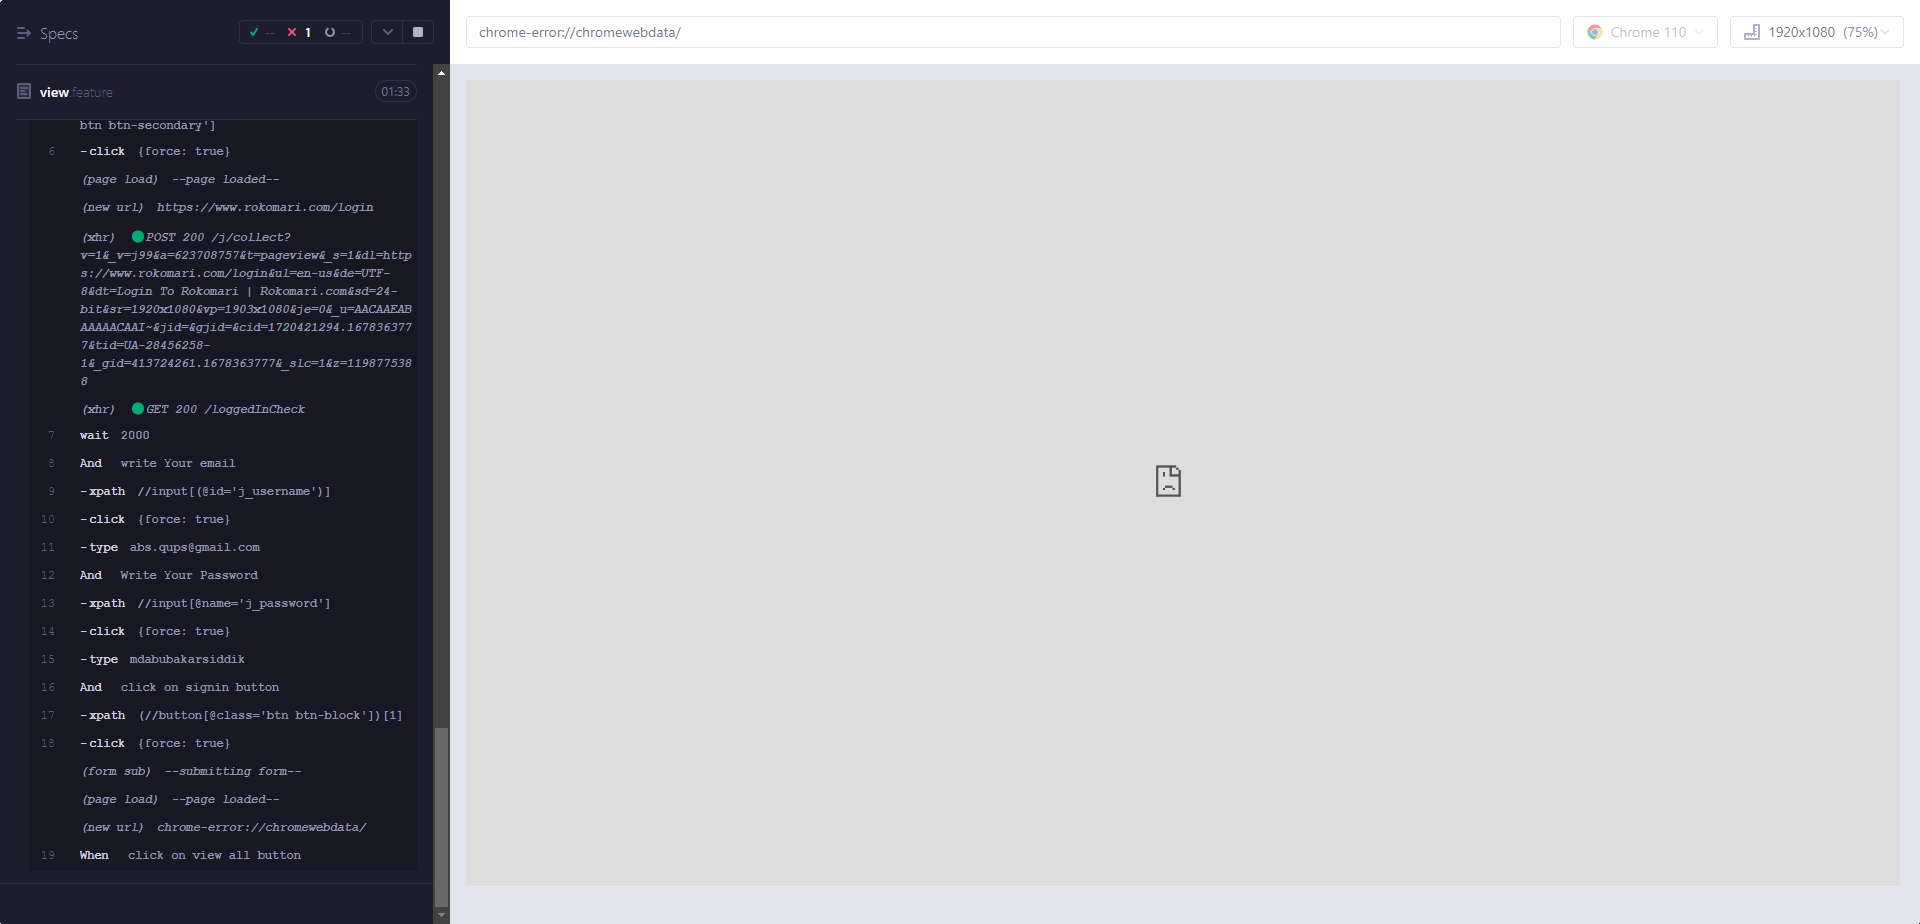 Specs
-- 1 --
chrome-error://chromewebdata/
Chrome 110
1920x1080 (75%)
view.feature
01:33
btn btn-secondary']
6 -click {force: true}
(page load) --page loaded--
(new url) https://www.rokomari.com/login
(xhr) POST 200 /j/collect?
v=1&_v=j99&a=623708757&t=pageview&_s=1&dl=http
s://www.rokomari.com/login&ul=en-us&de=UTF-
8&dt=Login To Rokomari | Rokomari.com&sd=24-
bit&sr=1920x1080&vp=1903x1080&je=0&_u=AACAAEAB
AAAAACAAI~&jid=&gjid=&cid=1720421294.167836377
7&tid=UA-28456258-
1&_gid=413724261.1678363777&_slc=1&z=119877538
8
(xhr) GET 200 /loggedInCheck
7 wait 2000
8 And write Your email
9 -xpath //input[(@id='j_username')]
10 -click {force: true}
11 -type abs.qups@gmail.com
12 And Write Your Password
13 -xpath //input[@name='j_password']
14 -click {force: true}
15 -type mdabubakarsiddik
16 And click on signin button
17 -xpath (//button[@class='btn btn-block'])[1]
18 -click {force: true}
(form sub) --submitting form--
(page load) --page loaded--
(new url) chrome-error://chromewebdata/
19 When click on view all button